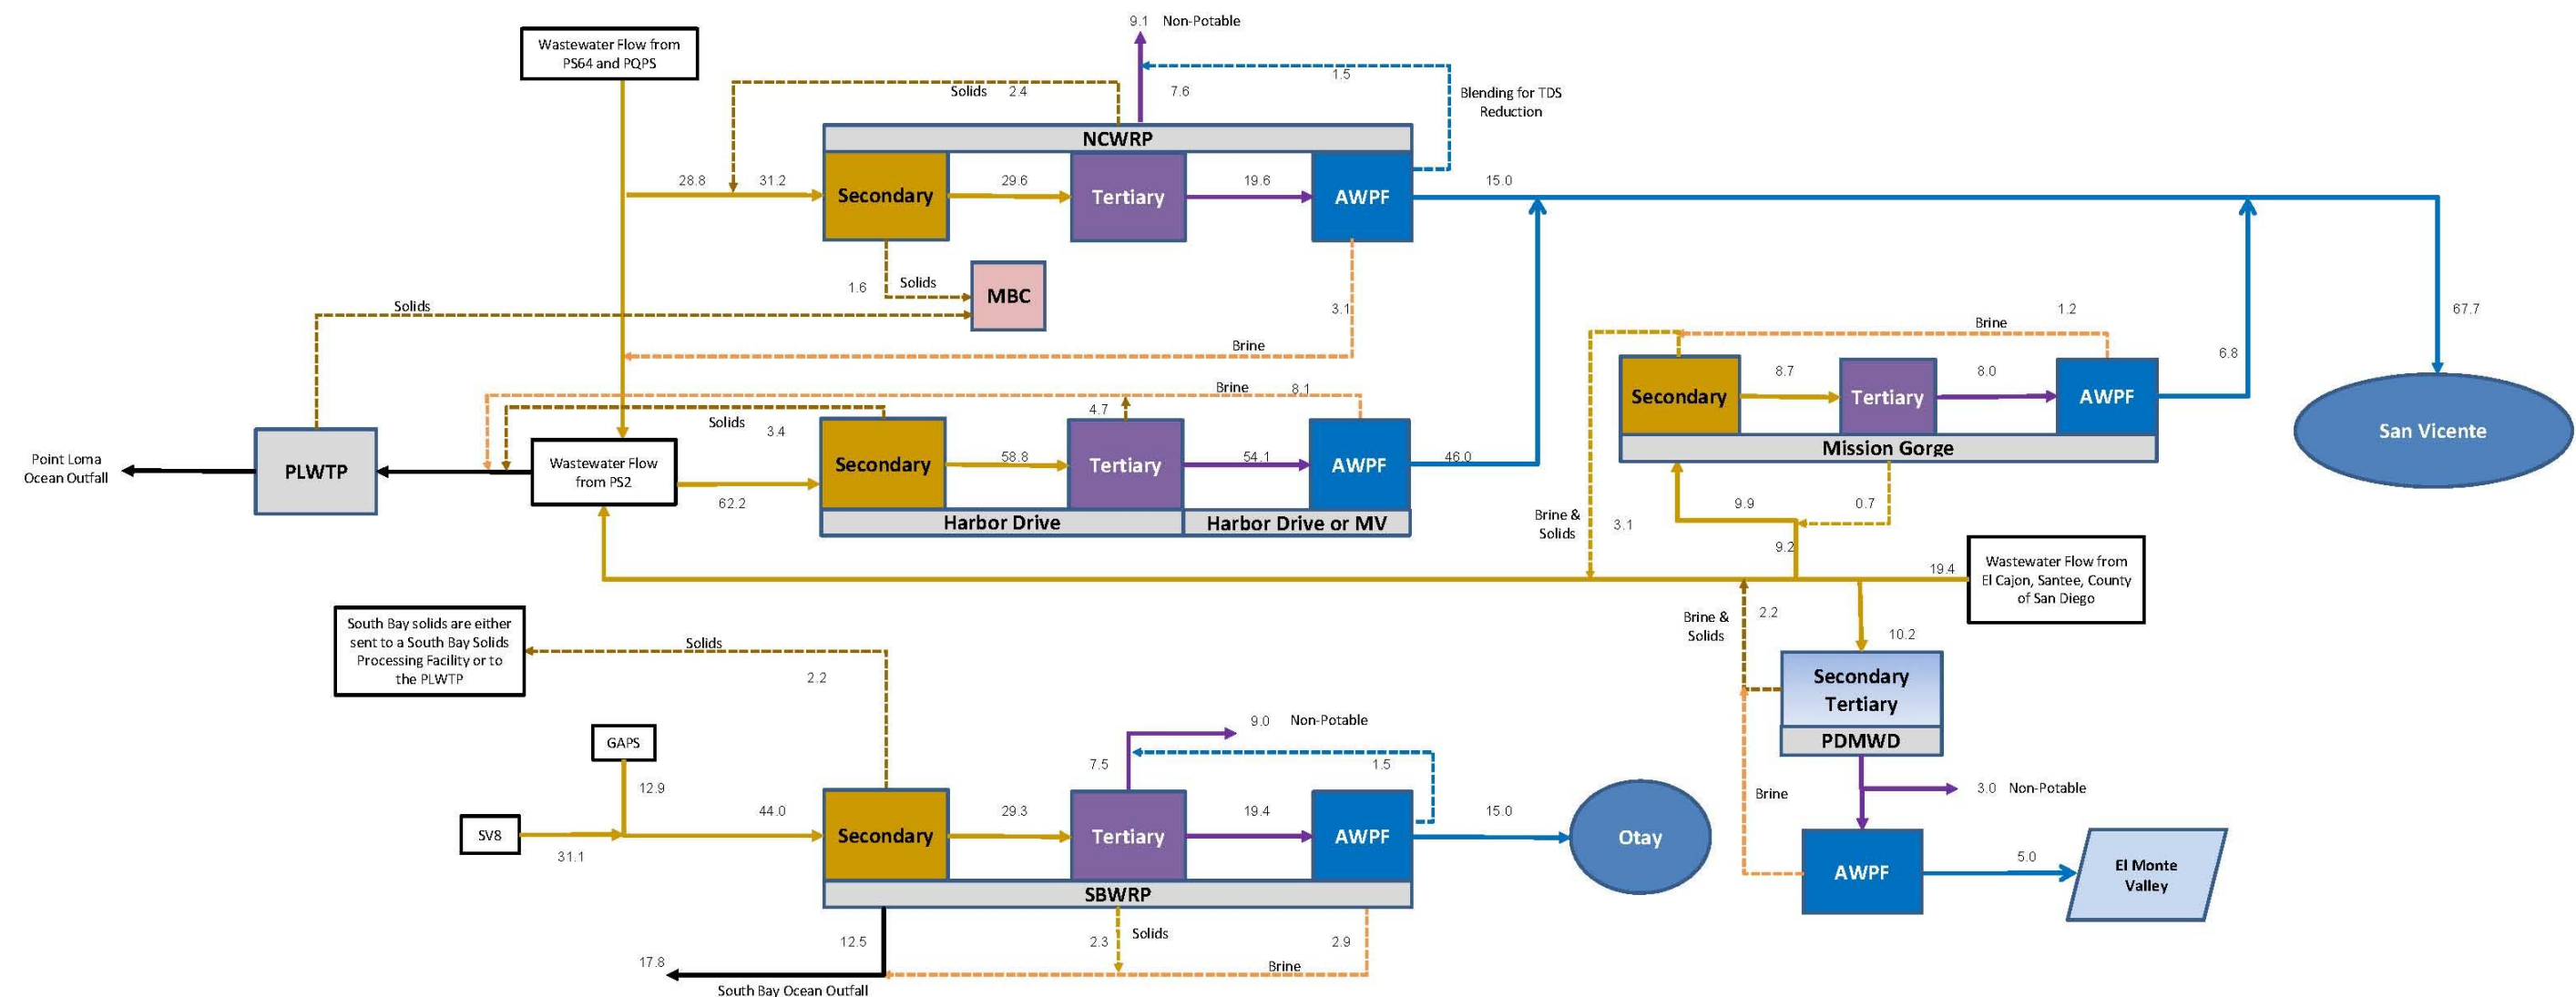 9.1 Non-Potable
Wastewater Flow from
PS64 and PQPS
1.5
Solids 2.4
7.6
Blending for TDS
Reduction
NCWRP
28.8
31.2
Secondary
29.6
Tertiary
19.6
AWPF
15.0
1.6
Solids
MBC
Solids
3.1
Brine
1.2
Brine
67.7
6.8
Secondary
8.7
Tertiary
8.0
AWPF
Mission Gorge
San Vicente
Brine
8.1
4.7
Solids
3.4
Point Loma
Ocean Outfall
PLWTP
Wastewater Flow
from PS2
62.2
Secondary
58.8
Tertiary
54.1
AWPF
46.0
Harbor Drive
Harbor Drive or MV
Brine &
Solids
3.1
9.9
0.7
9.2
19.4
Wastewater Flow from
El Cajon, Santee, County
of San Diego
South Bay solids are either
sent to a South Bay Solids
Processing Facility or to
the PLWTP
Solids
2.2
Brine &
Solids
2.2
10.2
Secondary
Tertiary
PDMWD
GAPS
12.9
SV8
31.1
44.0
Secondary
29.3
Tertiary
19.4
AWPF
15.0
Otay
7.5
9.0 Non-Potable
1.5
SBWRP
Brine
3.0 Non-Potable
AWPF
5.0
El Monte
Valley
12.5
2.3
Solids
2.9
17.8
Brine
South Bay Ocean Outfall